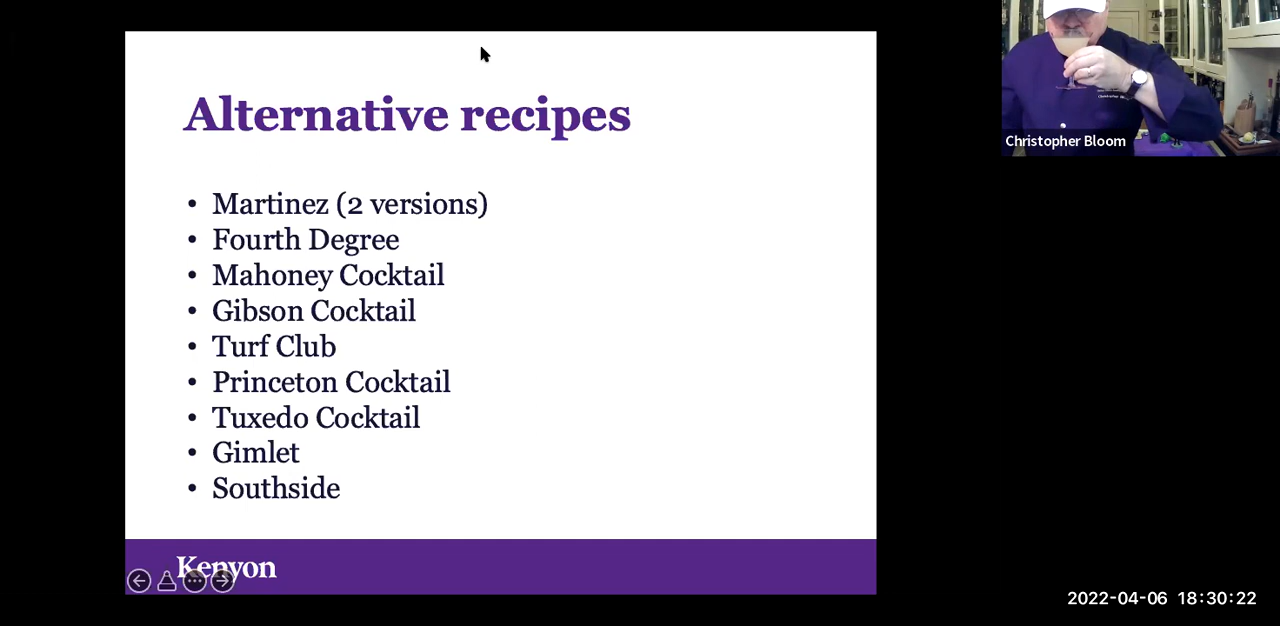 Alternative recipes
• Martinez (2 versions)
• Fourth Degree
• Mahoney Cocktail
• Gibson Cocktail
• Turf Club
• Princeton Cocktail
• Tuxedo Cocktail
• Gimlet
• Southside
Kenyon
Christopher Bloom
2022-04-06 18:30:22